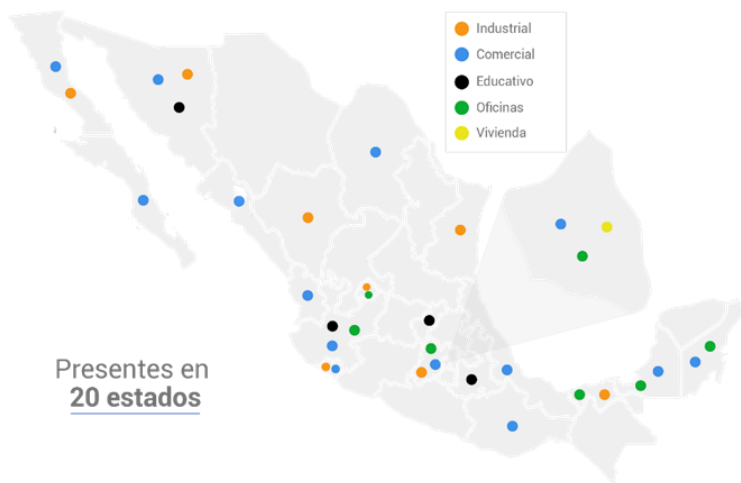 Industrial
Comercial
Educativo
Oficinas
Vivienda
Presentes en
20 estados